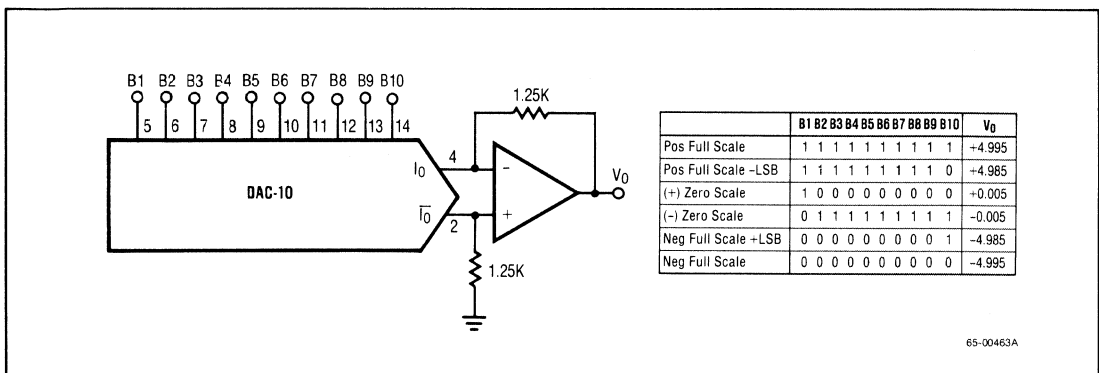 B1 B2 B3 B4 B5 B6 B7 B8 B9 B10
5 6 7 8 9 10 11 12 13 14
1.25K
DAC-10
IO 4
IO 2
-
+
VO
1.25K
B1 B2 B3 B4 B5 B6 B7 B8 B9 B10 V0
Pos Full Scale 1 1 1 1 1 1 1 1 1 1 +4.995
Pos Full Scale -LSB 1 1 1 1 1 1 1 1 1 0 +4.985
(+) Zero Scale 1 0 0 0 0 0 0 0 0 0 +0.005
(-) Zero Scale 0 1 1 1 1 1 1 1 1 1 -0.005
Neg Full Scale +LSB 0 0 0 0 0 0 0 0 0 1 -4.985
Neg Full Scale 0 0 0 0 0 0 0 0 0 0 -4.995
65-00463A